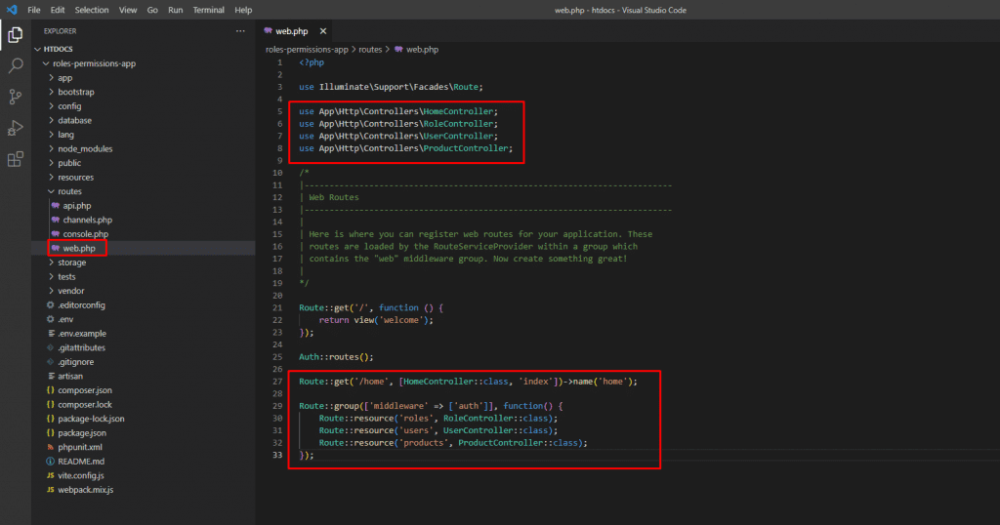 File Edit Selection View Go Run Terminal Help
web.php - htdocs - Visual Studio Code
EXPLORER
HTDOCS
roles-permissions-app
app
bootstrap
config
database
lang
node_modules
public
resources
routes
api.php
channels.php
console.php
web.php
storage
tests
vendor
.editorconfig
.env
.env.example
.gitattributes
.gitignore
artisan
composer.json
composer.lock
package-lock.json
package.json
phpunit.xml
README.md
vite.config.js
webpack.mix.js
web.php
roles-permissions-app > routes > web.php
1 <?php
2
3 use Illuminate\Support\Facades\Route;
4
5 use App\Http\Controllers\HomeController;
6 use App\Http\Controllers\RoleController;
7 use App\Http\Controllers\UserController;
8 use App\Http\Controllers\ProductController;
9
10 /*
11 |--------------------------------------------------------------------------
12 | Web Routes
13 |--------------------------------------------------------------------------
14 |
15 | Here is where you can register web routes for your application. These
16 | routes are loaded by the RouteServiceProvider within a group which
17 | contains the "web" middleware group. Now create something great!
18 |
19 */
20
21 Route::get('/', function () {
22 return view('welcome');
23 });
24
25 Auth::routes();
26
27 Route::get('/home', [HomeController::class, 'index'])->name('home');
28
29 Route::group(['middleware' => ['auth']], function() {
30 Route::resource('roles', RoleController::class);
31 Route::resource('users', UserController::class);
32 Route::resource('products', ProductController::class);
33 });